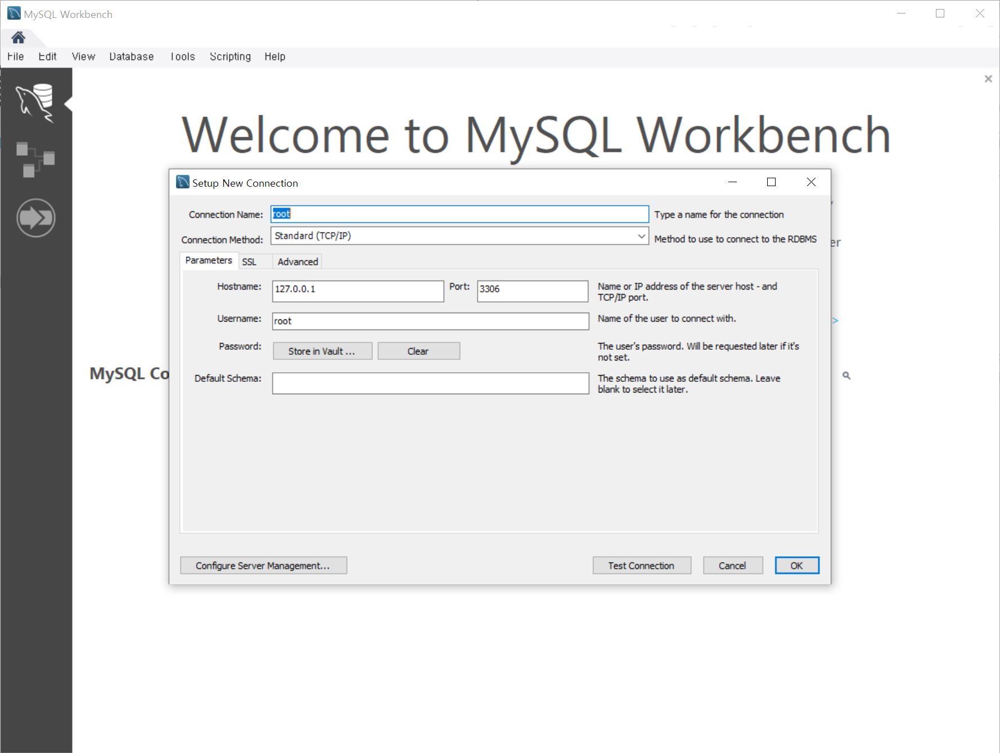 MySQL Workbench
File Edit View Database Tools Scripting Help
Welcome to MySQL Workbench
Setup New Connection
Connection Name: root Type a name for the connection
Connection Method: Standard (TCP/IP) Method to use to connect to the RDBMS
er
Parameters SSL Advanced
Hostname: 127.0.0.1 Port: 3306 Name or IP address of the server host - and
TCP/IP port.
Username: root Name of the user to connect with.
>
Password: Store in Vault ... Clear The user's password. Will be requested later if it's
not set.
MySQL Co
Default Schema: The schema to use as default schema. Leave
blank to select it later.
Configure Server Management... Test Connection Cancel OK